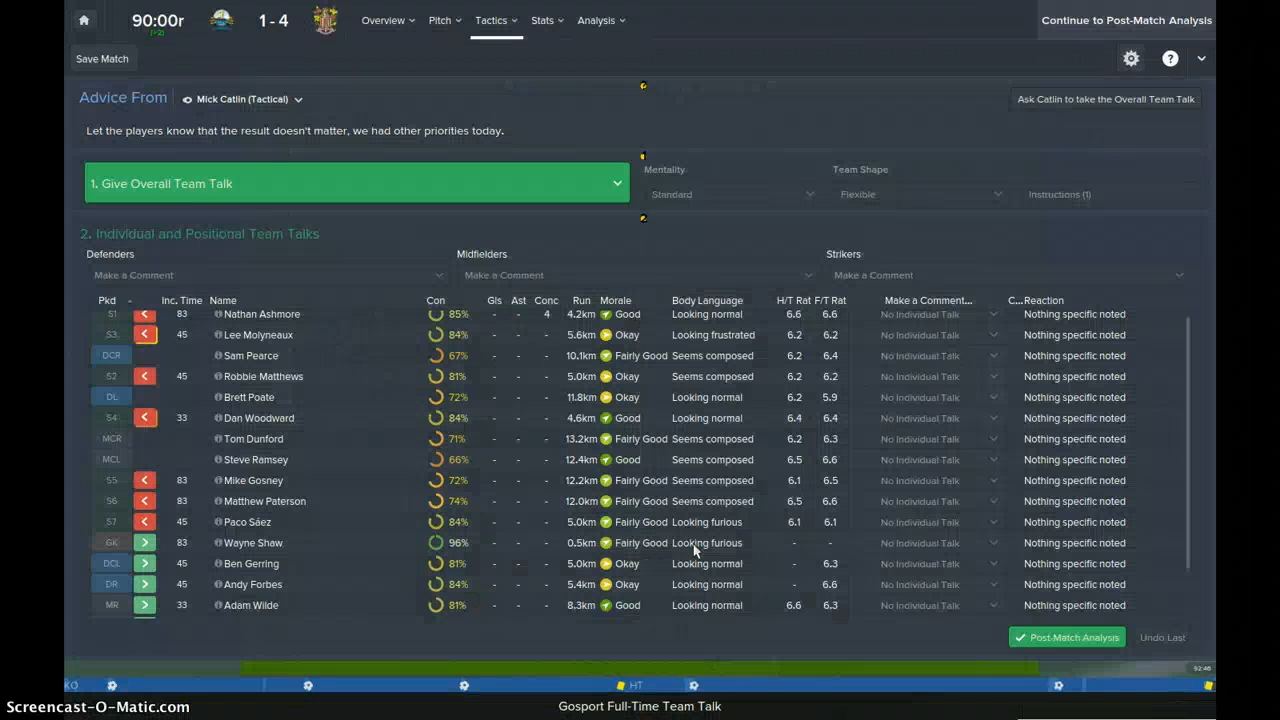 90:00r 1 - 4 Overview Pitch Tactics Stats Analysis Continue to Post-Match Analysis
Save Match ?
Advice From Mick Catlin (Tactical) Ask Catlin to take the Overall Team Talk
Let the players know that the result doesn't matter, we had other priorities today.
1. Give Overall Team Talk
Mentality Team Shape
Standard Flexible Instructions (1)
2. Individual and Positional Team Talks
Defenders Midfielders Strikers
Make a Comment Make a Comment Make a Comment
Pkd Inc. Time Name Con Gls Ast Conc Run Morale Body Language H/T Rat F/T Rat Make a Comment... C... Reaction
S1 83 Nathan Ashmore 85% - - 4 4.2km Good Looking normal 6.6 6.6 No Individual Talk Nothing specific noted
S3 45 Lee Molyneaux 84% - - - 5.6km Okay Looking frustrated 6.2 6.2 No Individual Talk Nothing specific noted
DCR Sam Pearce 67% - - - 10.1km Fairly Good Seems composed 6.2 6.4 No Individual Talk Nothing specific noted
S2 45 Robbie Matthews 81% - - - 5.0km Okay Seems composed 6.2 6.2 No Individual Talk Nothing specific noted
DL Brett Poate 72% - - - 11.8km Okay Looking normal 6.2 5.9 No Individual Talk Nothing specific noted
S4 33 Dan Woodward 84% - - - 4.6km Good Looking normal 6.4 6.4 No Individual Talk Nothing specific noted
MCR Tom Dunford 71% - - - 13.2km Fairly Good Seems composed 6.2 6.3 No Individual Talk Nothing specific noted
MCL Steve Ramsey 66% - - - 12.4km Good Seems composed 6.5 6.6 No Individual Talk Nothing specific noted
S5 83 Mike Gosney 72% - - - 12.2km Fairly Good Seems composed 6.1 6.5 No Individual Talk Nothing specific noted
S6 83 Matthew Paterson 74% - - - 12.0km Fairly Good Seems composed 6.5 6.6 No Individual Talk Nothing specific noted
S7 45 Paco Sáez 84% - - - 5.0km Fairly Good Looking furious 6.1 6.1 No Individual Talk Nothing specific noted
GK 83 Wayne Shaw 96% - - - 0.5km Fairly Good Looking furious - - No Individual Talk Nothing specific noted
DCL 45 Ben Gerring 81% - - - 5.0km Okay Looking normal - 6.3 No Individual Talk Nothing specific noted
DR 45 Andy Forbes 84% - - - 5.4km Okay Looking normal - 6.6 No Individual Talk Nothing specific noted
MR 33 Adam Wilde 81% - - - 8.3km Good Looking normal 6.6 6.3 No Individual Talk Nothing specific noted
Post-Match Analysis Undo Last
92:46
KO HT
Screencast-O-Matic.com Gosport Full-Time Team Talk